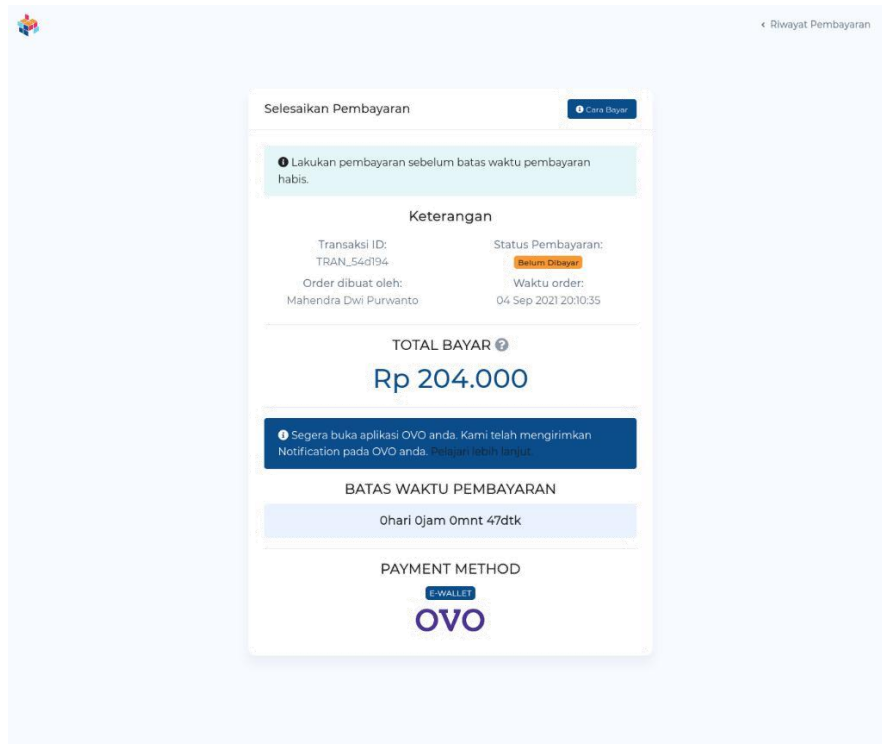 ‹ Riwayat Pembayaran
Selesaikan Pembayaran
Cara Bayar
Lakukan pembayaran sebelum batas waktu pembayaran
habis.
Keterangan
Transaksi ID:
TRAN_54d194
Status Pembayaran:
Belum Dibayar
Order dibuat oleh:
Mahendra Dwi Purwanto
Waktu order:
04 Sep 2021 20:10:35
TOTAL BAYAR
Rp 204.000
Segera buka aplikasi OVO anda. Kami telah mengirimkan
Notification pada OVO anda. Pelajari lebih lanjut.
BATAS WAKTU PEMBAYARAN
0hari 0jam 0mnt 47dtk
PAYMENT METHOD
E-WALLET
OVO